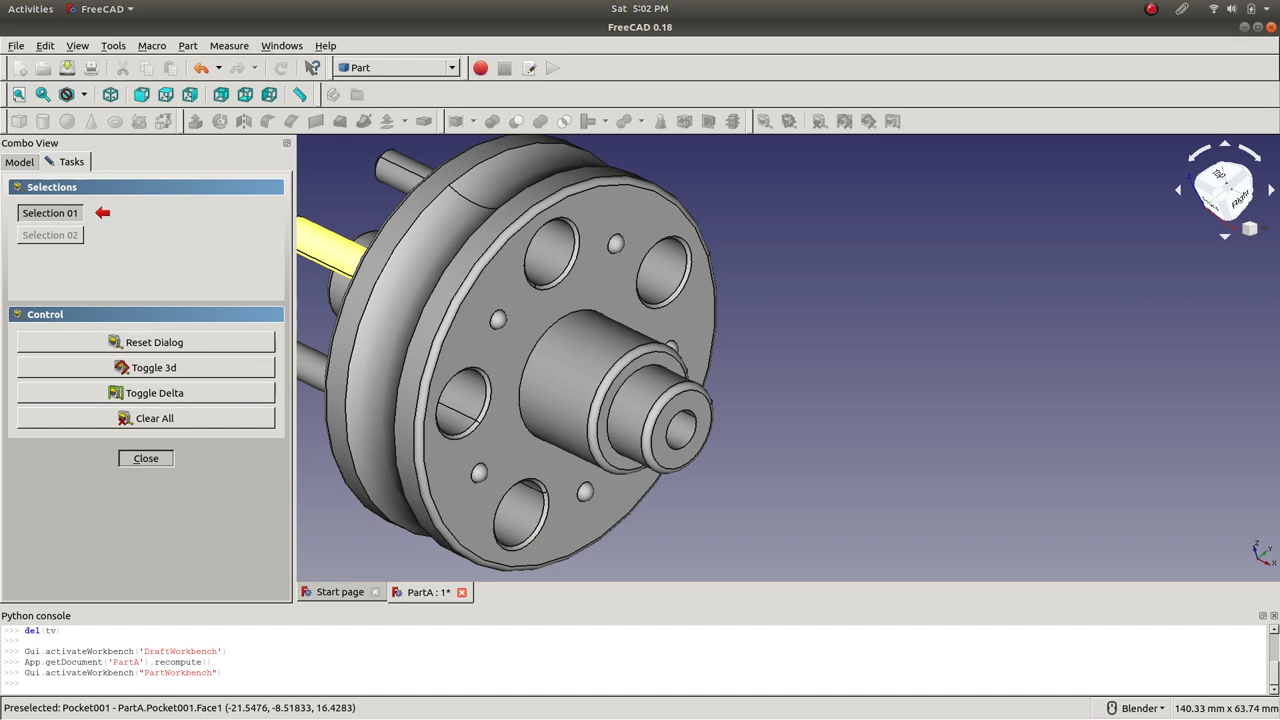 Activities FreeCAD Sat 5:02 PM
FreeCAD 0.18
File Edit View Tools Macro Part Measure Windows Help
Part
Combo View
Model Tasks
Selections
Selection 01
Selection 02
Control
Reset Dialog
Toggle 3d
Toggle Delta
Clear All
Close
Top
Right
Z
Y
X
Start page PartA : 1*
Python console
>>> del(tv)
>>>
>>> Gui.activateWorkbench('DraftWorkbench')
>>> App.getDocument('PartA').recompute()
>>> Gui.activateWorkbench("PartWorkbench")
>>>
Preselected: Pocket001 - PartA.Pocket001.Face1 (-21.5476, -8.51833, 16.4283) Blender 140.33 mm x 63.74 mm